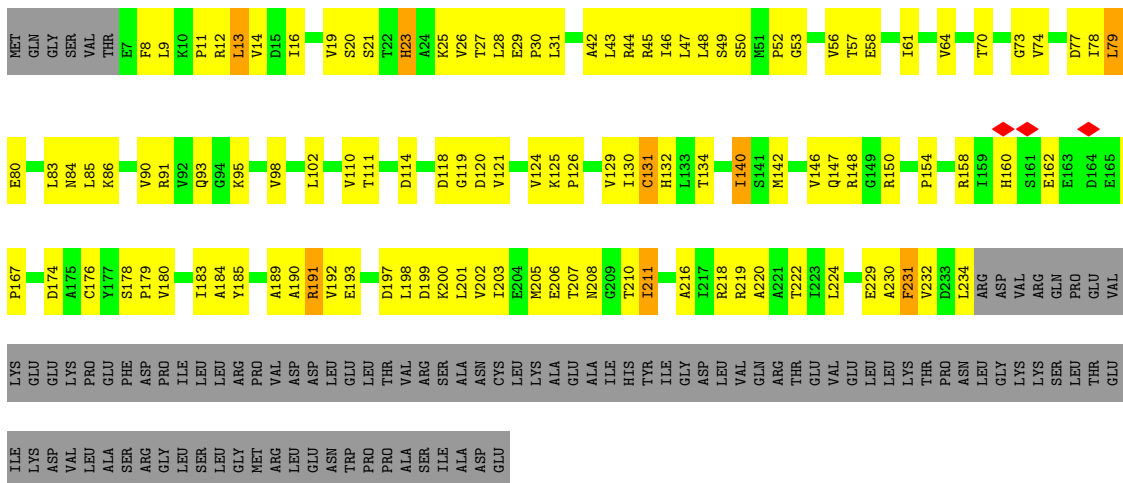 MET GLN GLY SER VAL THR E7 F8 L9 K10 P11 R12 L13 V14 D15 I16 V19 S20 S21 T22 H23 A24 K25 V26 T27 L28 E29 P30 L31 A42 L43 R44 R45 I46 L47 L48 S49 S50 M51 P52 G53 V56 T57 E58 I61 V64 T70 G73 V74 D77 I78 L79
E80 L83 N84 L85 K86 V90 R91 V92 Q93 G94 K95 V98 L102 V110 T111 D114 D118 G119 D120 V121 V124 K125 P126 V129 I130 C131 H132 L133 T134 I140 S141 M142 V146 Q147 R148 G149 R150 P154 R158 I159 H160 S161 E162 E163 D164 E165
P167 D174 A175 C176 Y177 S178 P179 V180 I183 A184 Y185 A189 A190 R191 V192 E193 D197 L198 D199 K200 L201 V202 I203 E204 M205 E206 T207 N208 G209 T210 I211 A216 I217 R218 R219 A220 A221 T222 I223 L224 E229 A230 F231 V232 D233 L234 ARG ASP VAL ARG GLN PRO GLU VAL
LYS GLU GLU LYS PRO GLU PHE ASP PRO ILE LEU LEU ARG PRO VAL ASP ASP LEU GLU LEU THR VAL ARG SER ALA ASN CYS LEU LYS ALA GLU ALA ILE HIS TYR ILE GLY ASP LEU VAL GLN ARG THR GLU VAL GLU LEU LEU LYS THR PRO ASN LEU GLY LYS LYS SER LEU THR GLU
ILE LYS ASP VAL LEU ALA SER ARG GLY LEU SER LEU GLY MET ARG LEU GLU ASN TRP PRO PRO ALA SER ILE ALA ASP GLU